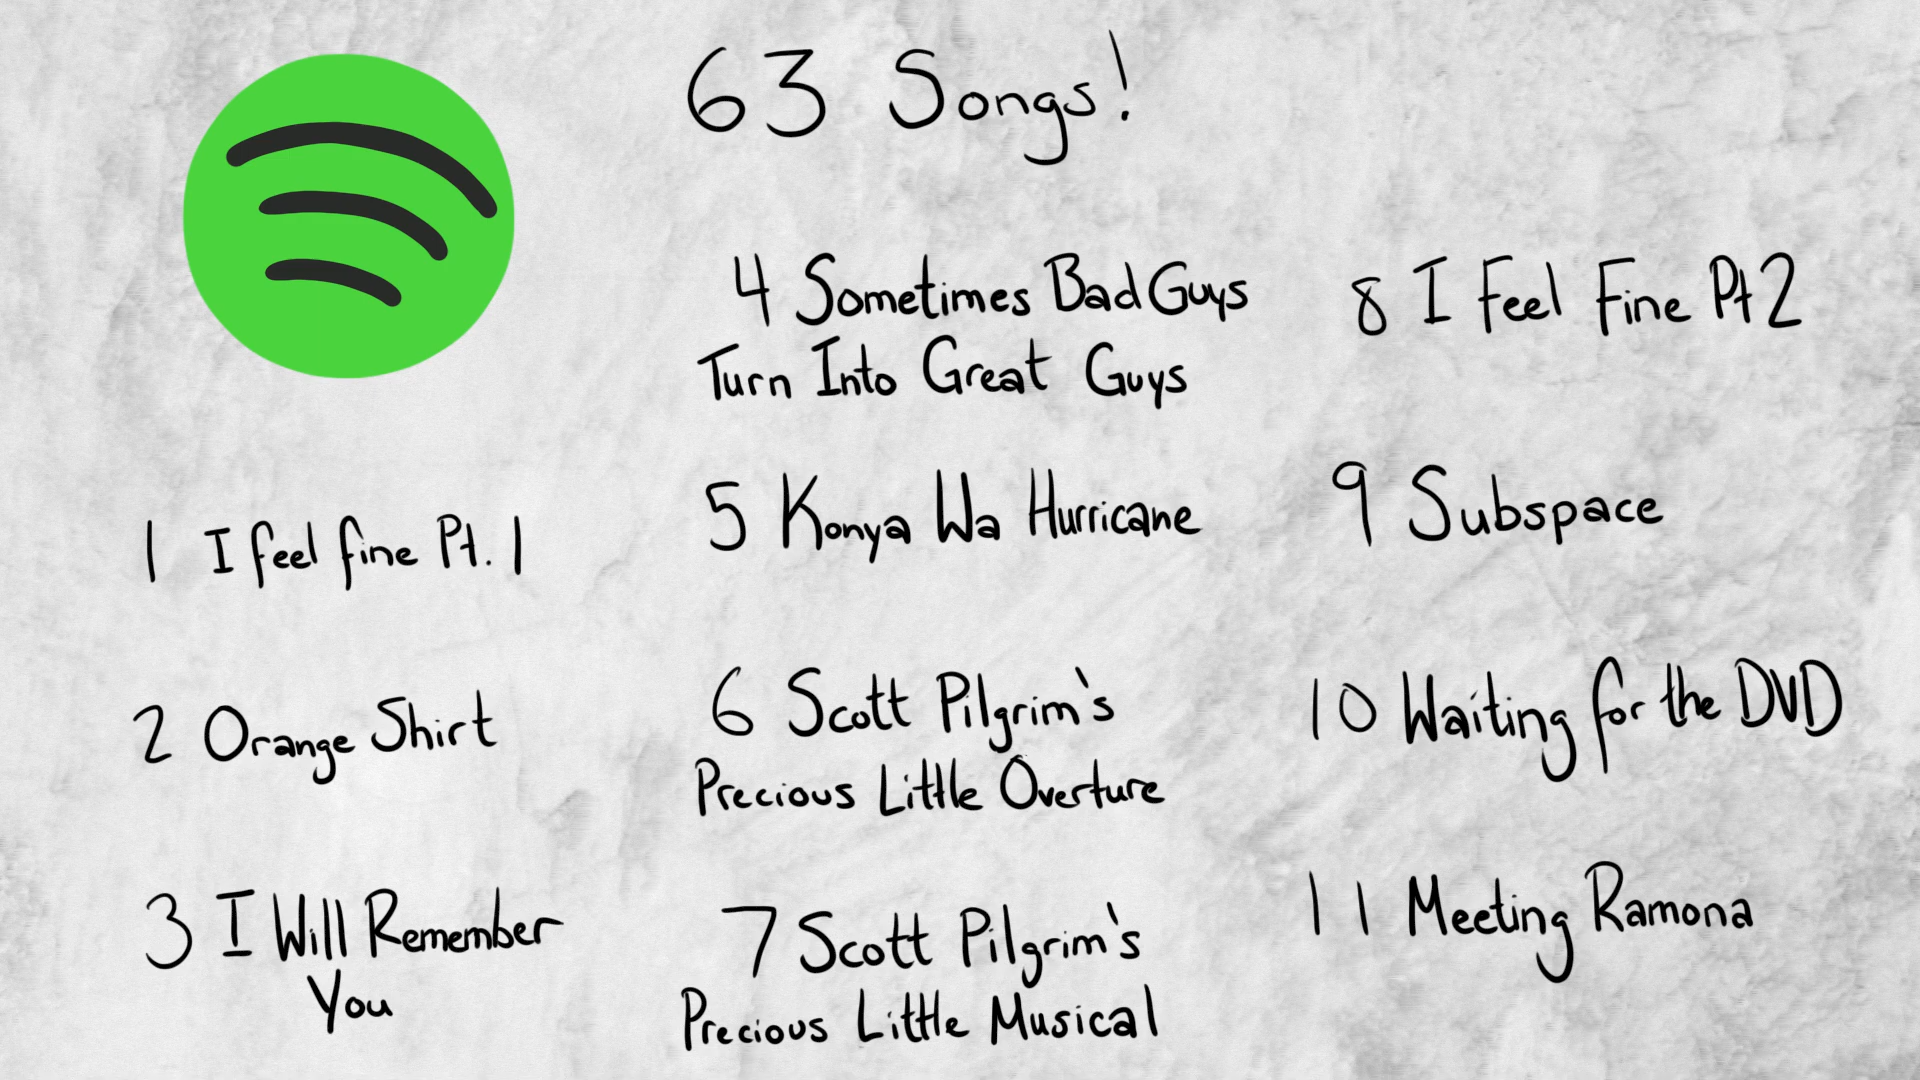 63 Songs!
1 I feel fine Pt. 1
2 Orange Shirt
3 I Will Remember
You
4 Sometimes Bad Guys
Turn Into Great Guys
5 Konya Wa Hurricane
6 Scott Pilgrim's
Precious Little Overture
7 Scott Pilgrim's
Precious Little Musical
8 I Feel Fine Pt 2
9 Subspace
10 Waiting for the DVD
11 Meeting Ramona